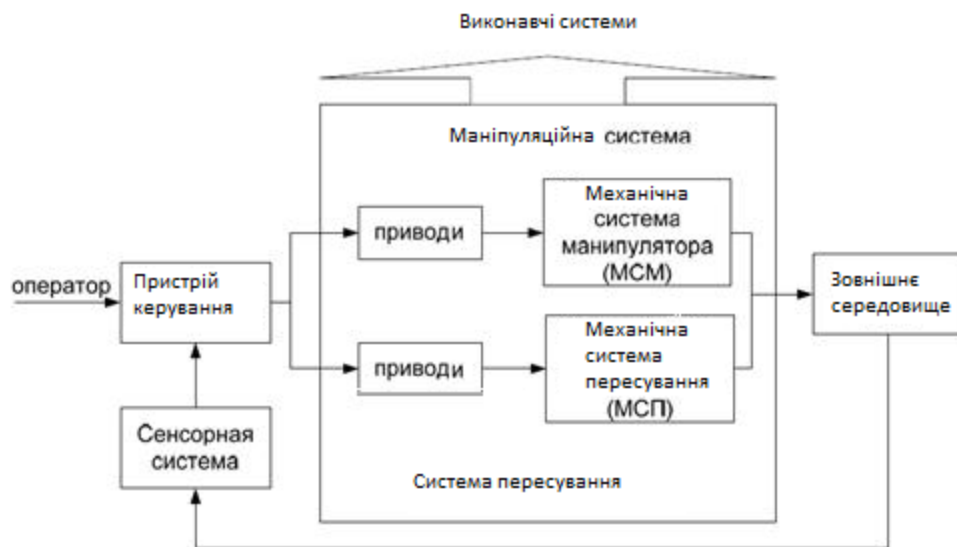 Виконавчі системи
Маніпуляційна система
приводи
Механічна
система
манипулятора
(МСМ)
оператор
Пристрій
керування
Зовнішнє
середовище
приводи
Механічна
система
пересування
(МСП)
Сенсорная
система
Система пересування